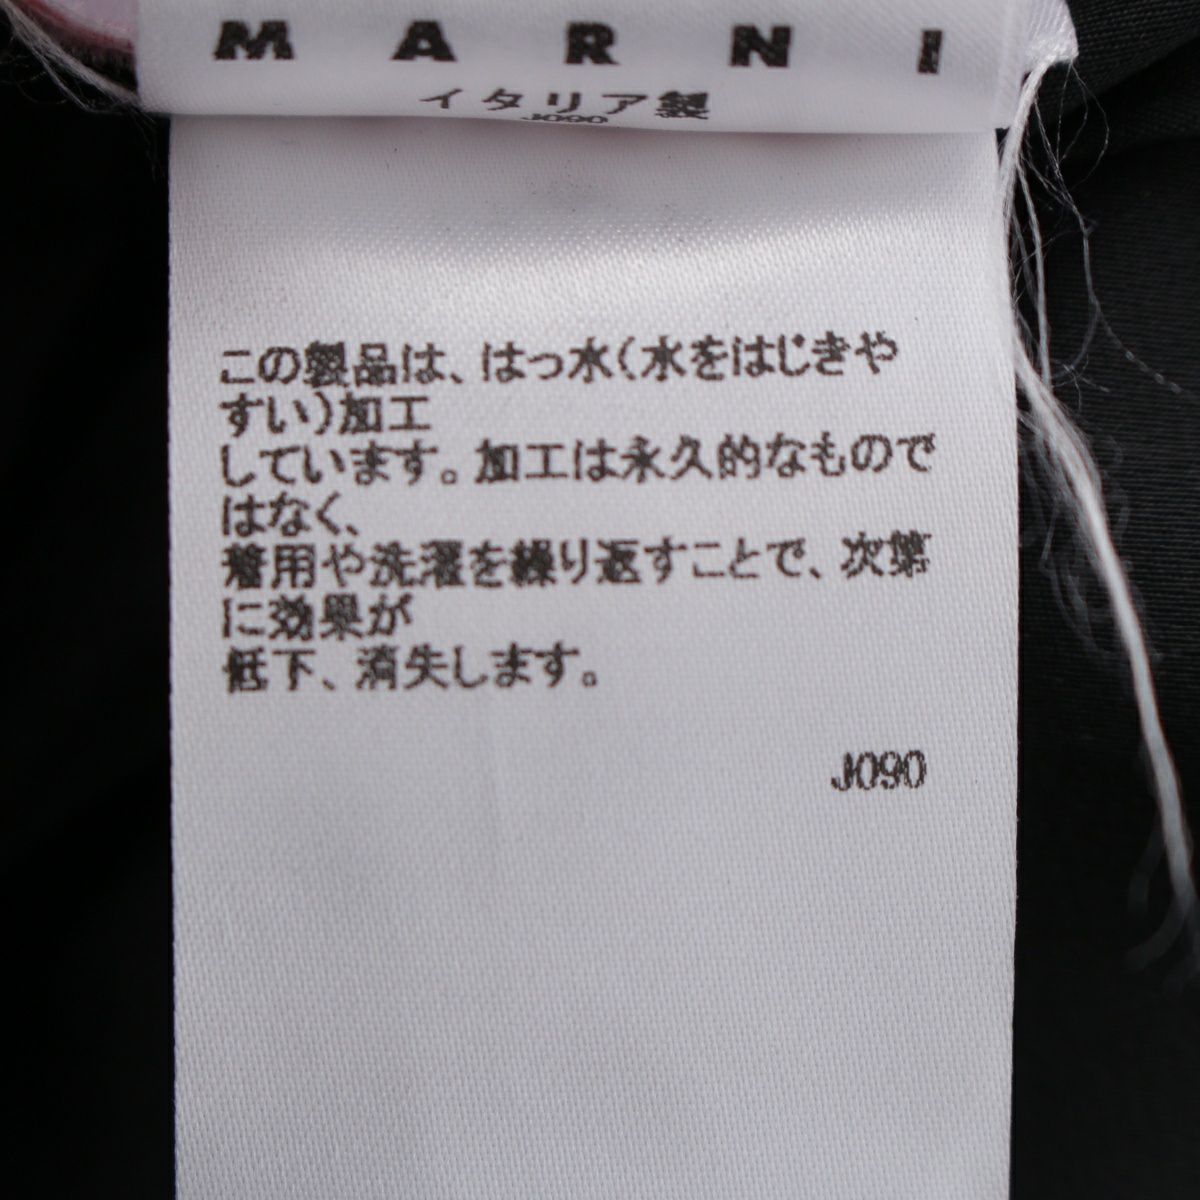 MARNI
イタリア製
J090
この製品は、はっ水(水をはじきや
すい)加工
しています。加工は永久的なもので
はなく、
着用や洗濯を繰り返すことで、次第
に効果が
低下、消失します。
J090